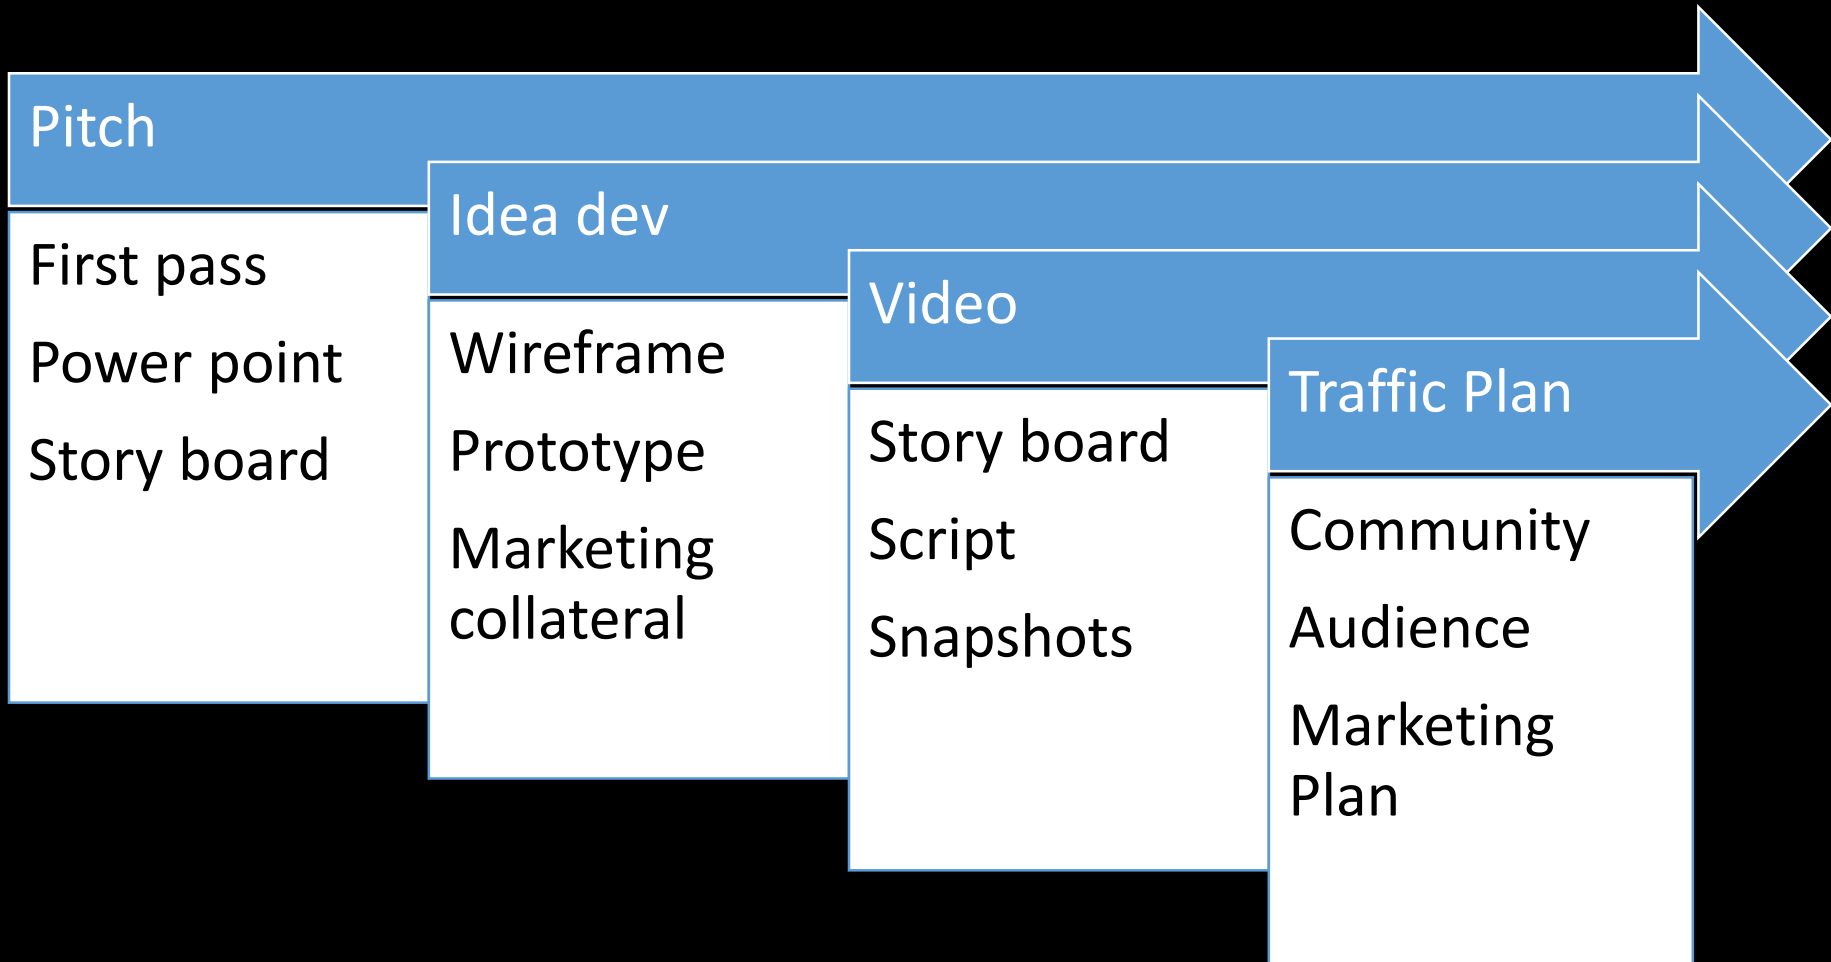 Pitch
First pass
Power point
Story board
Idea dev
Wireframe
Prototype
Marketing
collateral
Video
Story board
Script
Snapshots
Traffic Plan
Community
Audience
Marketing
Plan